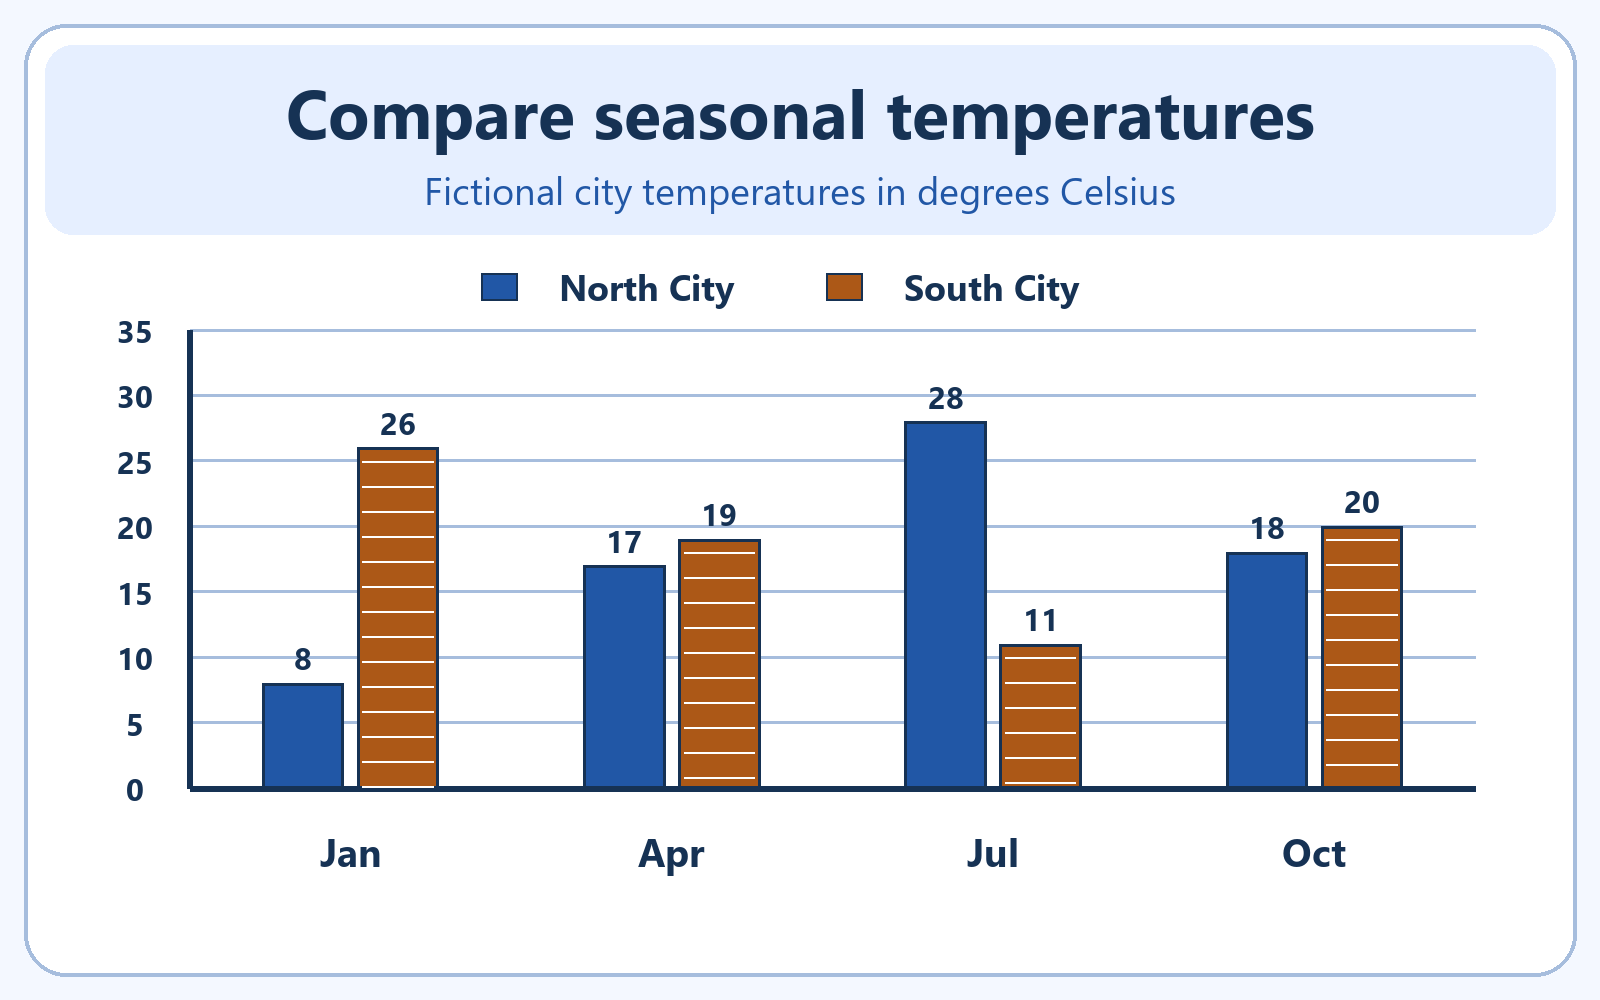 Compare seasonal temperatures
Fictional city temperatures in degrees Celsius
North City South City
35
30
25
20
15
10
5
0
8 26 17 19 28 11 18 20
Jan Apr Jul Oct